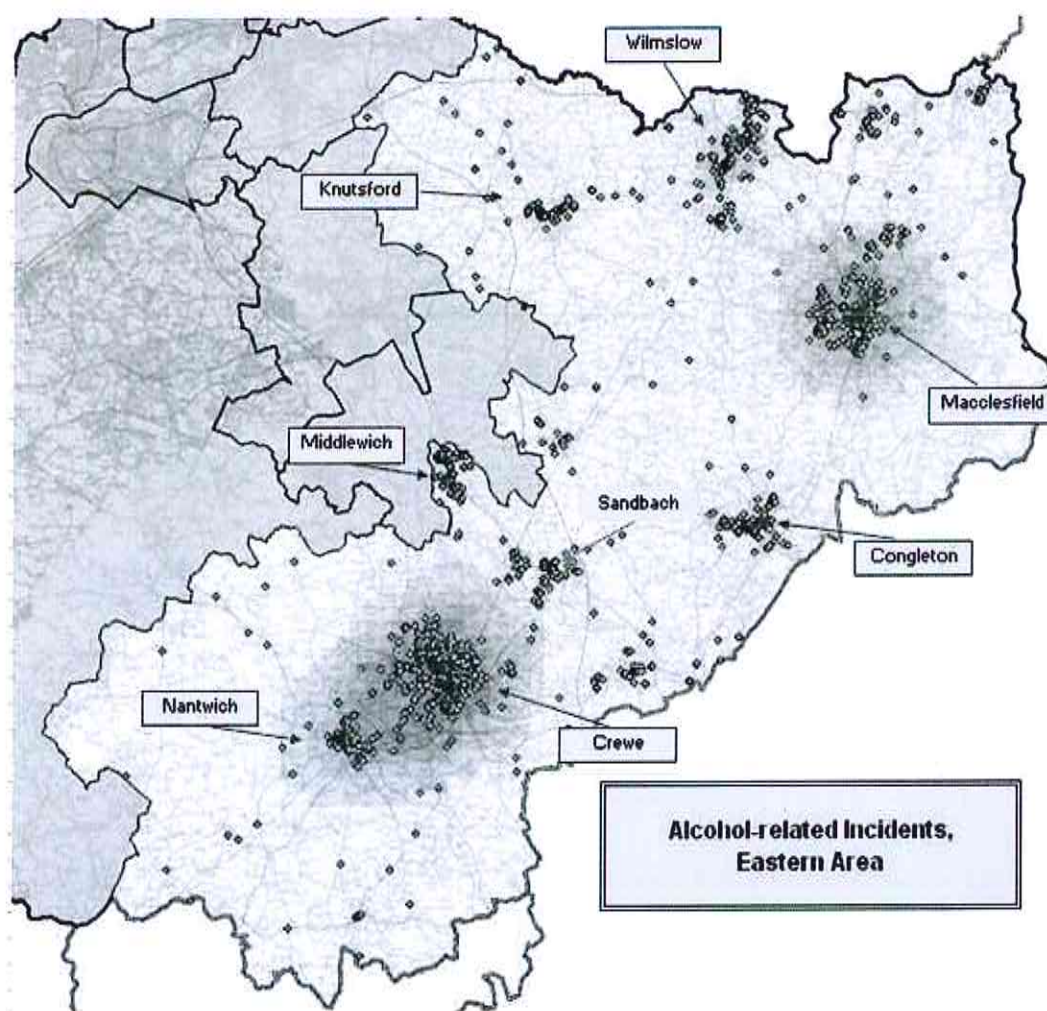 Wilmslow
Knutsford
Macclesfield
Middlewich
Sandbach
Congleton
Nantwich
Crewe
Alcohol-related Incidents,
Eastern Area